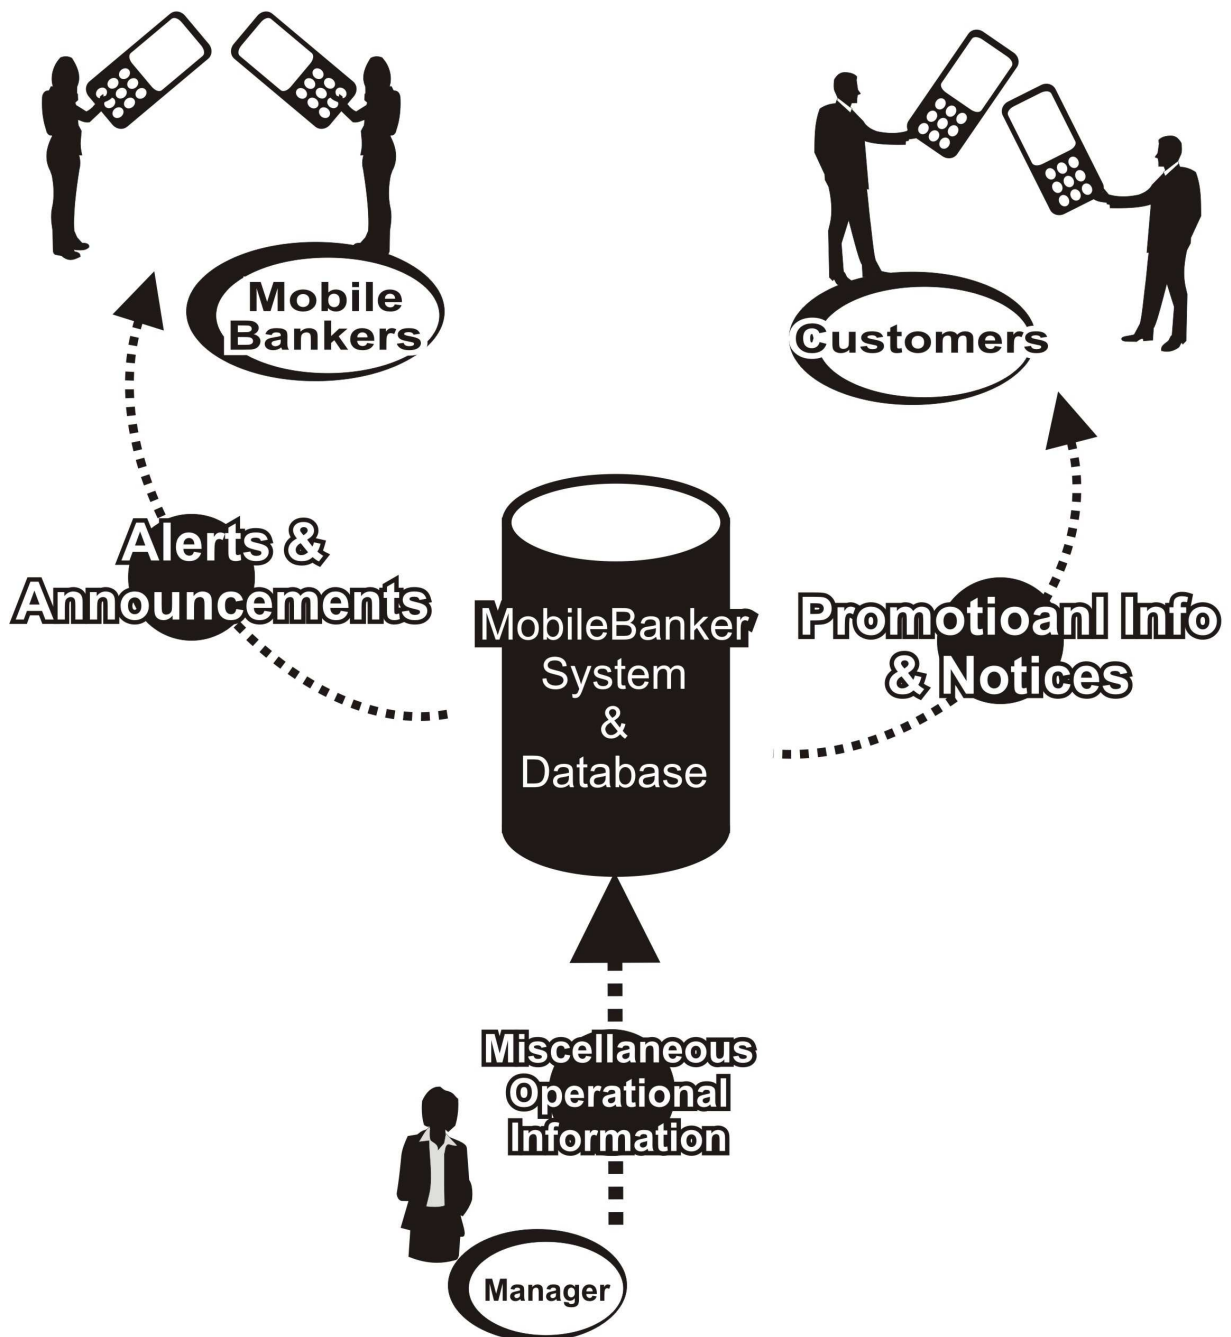 Mobile
Bankers
Customers
Alerts &
Announcements
MobileBanker
System
&
Database
Promotioanl Info
& Notices
Miscellaneous
Operational
Information
Manager